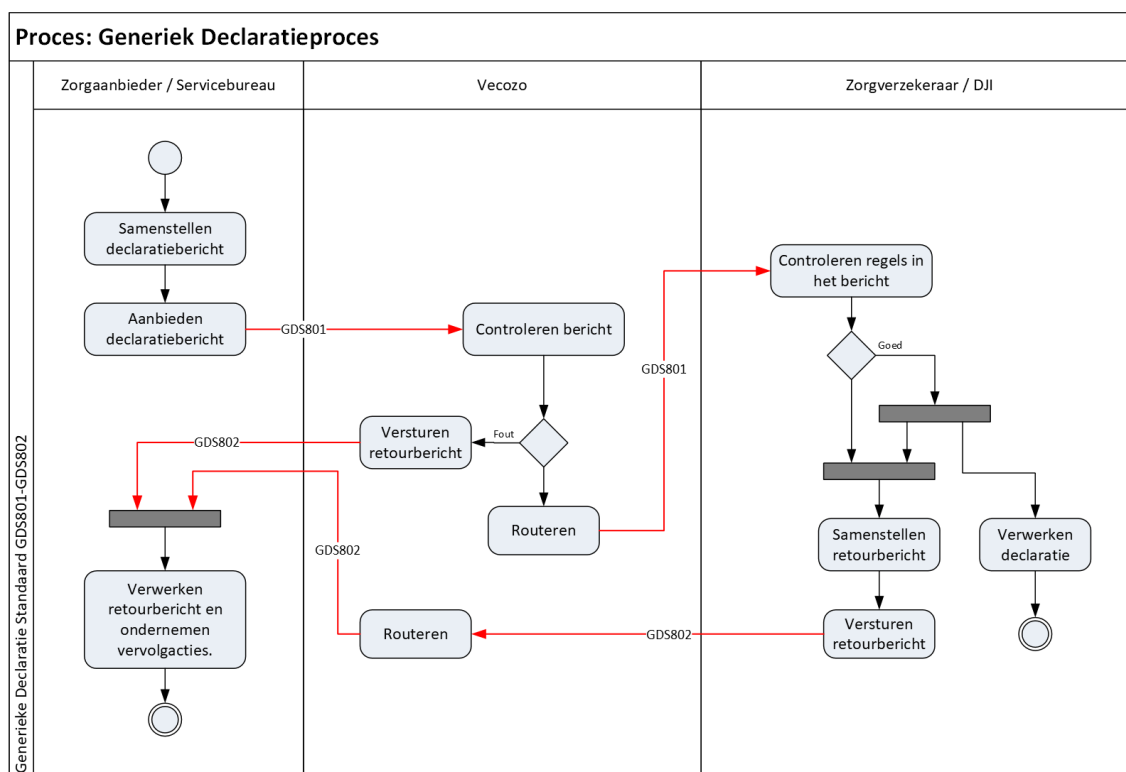 Proces: Generiek Declaratieproces
Generieke Declaratie Standaard GDS801-GDS802
Zorgaanbieder / Servicebureau
Vecozo
Zorgverzekeraar / DJI
Samenstellen
declaratiebericht
Aanbieden
declaratiebericht
GDS801
Controleren bericht
GDS801
Controleren regels in
het bericht
Goed
Fout
Versturen
retourbericht
GDS802
Routeren
GDS802
Samenstellen
retourbericht
Verwerken
declaratie
Verwerken
retourbericht en
ondernemen
vervolgacties.
Routeren
GDS802
Versturen
retourbericht